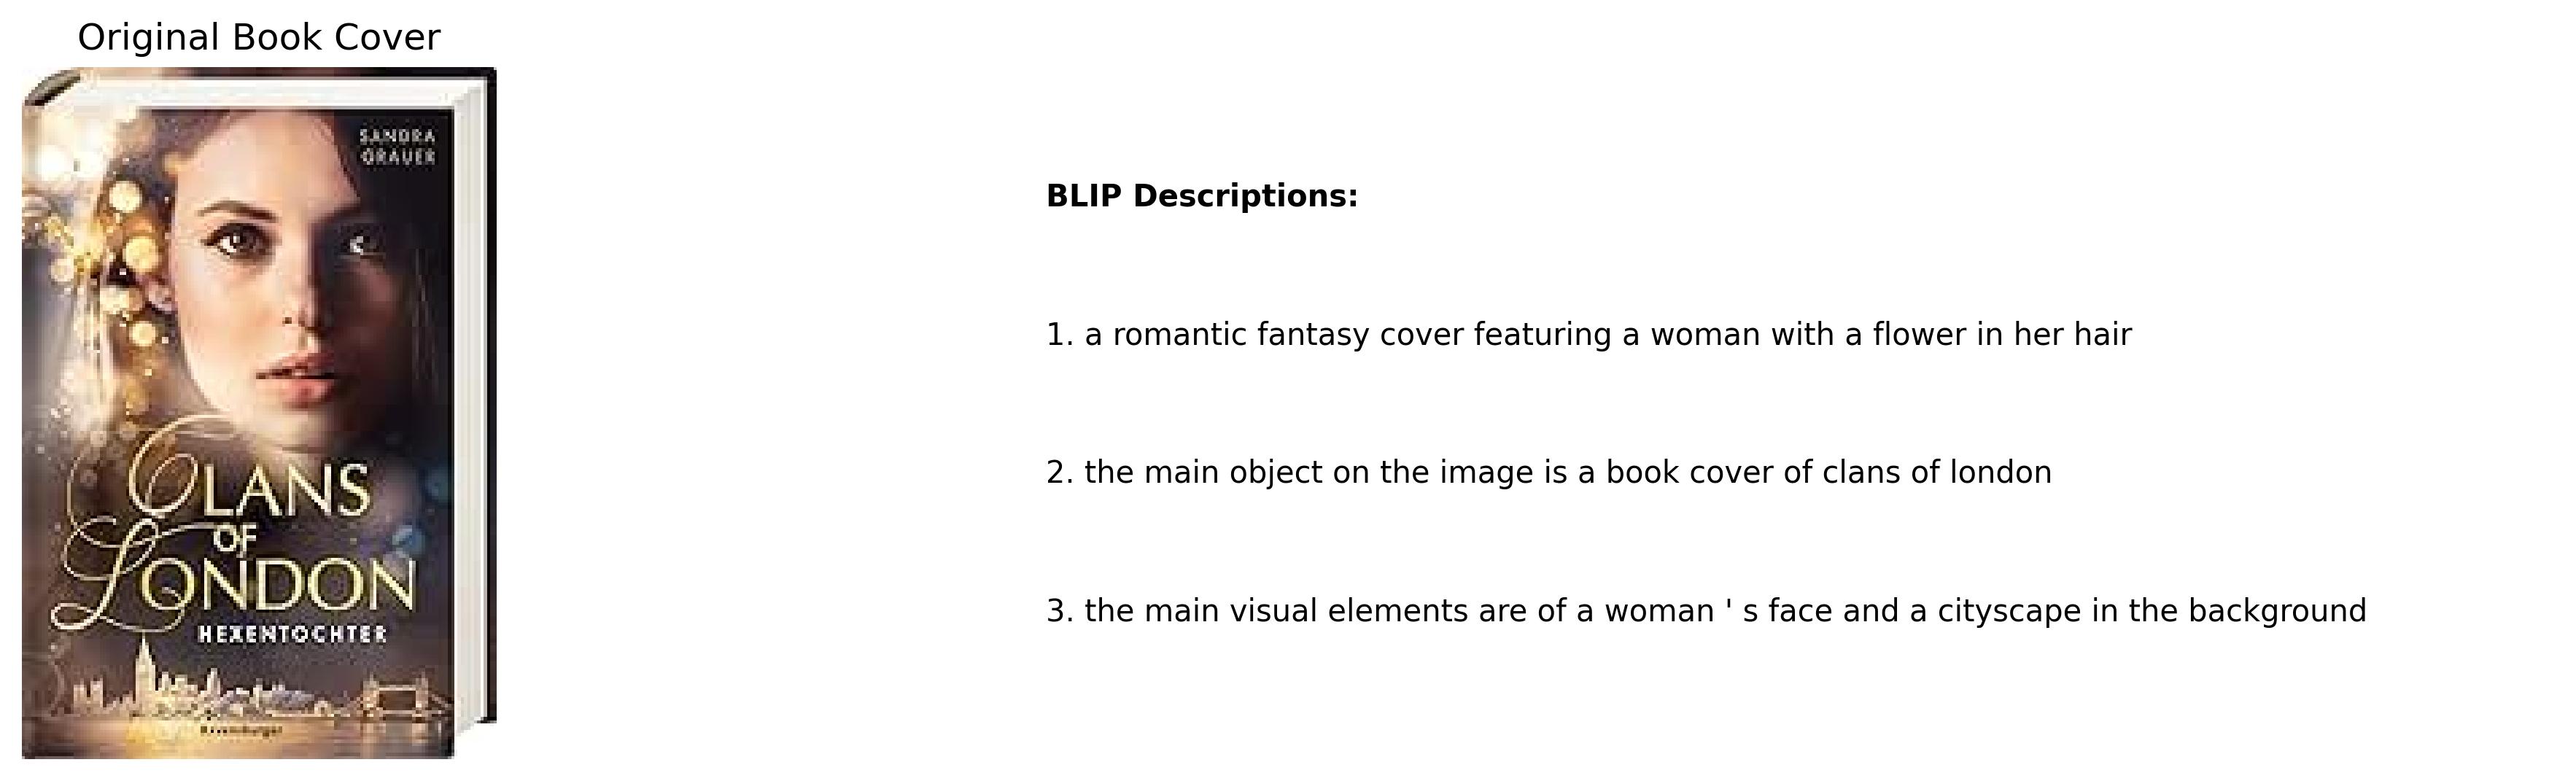 Original Book Cover
SANDRA
GRAUER
CLANS
OF
LONDON
HEXENTOCHTER
Ravensburger
BLIP Descriptions:
1. a romantic fantasy cover featuring a woman with a flower in her hair
2. the main object on the image is a book cover of clans of london
3. the main visual elements are of a woman ' s face and a cityscape in the background